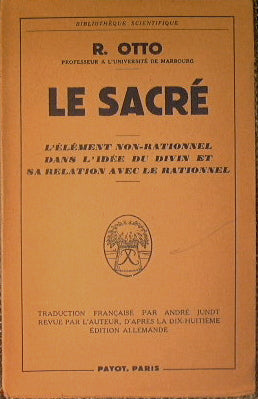 BIBLIOTHÈQUE SCIENTIFIQUE
R. OTTO
PROFESSEUR A L'UNIVERSITÉ DE MARBOURG
LE SACRÉ
L'ÉLÉMENT NON-RATIONNEL
DANS L'IDÉE DU DIVIN ET
SA RELATION AVEC LE RATIONNEL
TRADUCTION FRANÇAISE PAR ANDRÉ JUNDT
REVUE PAR L'AUTEUR, D'APRÈS LA DIX-HUITIÈME
ÉDITION ALLEMANDE
PAYOT, PARIS